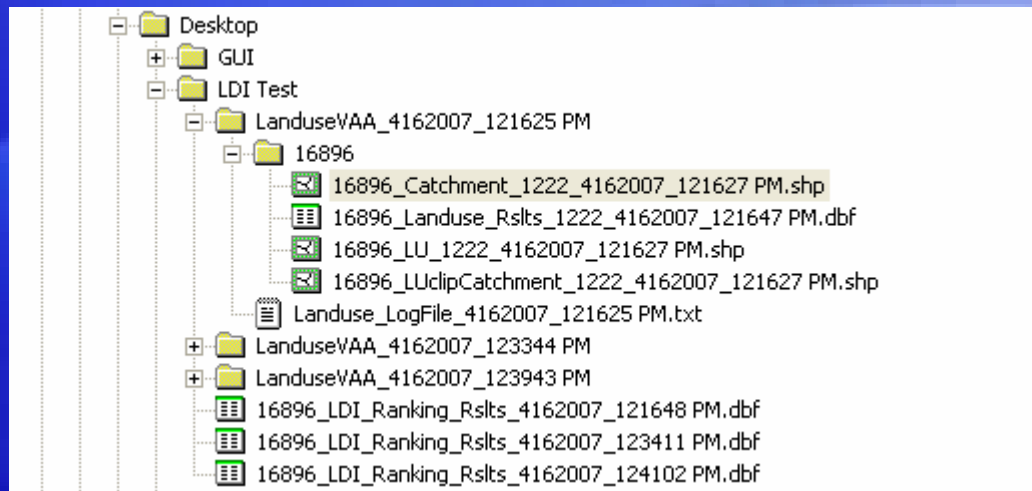 Desktop
GUI
LDI Test
LanduseVAA_4162007_121625 PM
16896
16896_Catchment_1222_4162007_121627 PM.shp
16896_Landuse_Rslts_1222_4162007_121647 PM.dbf
16896_LU_1222_4162007_121627 PM.shp
16896_LUclipCatchment_1222_4162007_121627 PM.shp
Landuse_LogFile_4162007_121625 PM.txt
LanduseVAA_4162007_123344 PM
LanduseVAA_4162007_123943 PM
16896_LDI_Ranking_Rslts_4162007_121648 PM.dbf
16896_LDI_Ranking_Rslts_4162007_123411 PM.dbf
16896_LDI_Ranking_Rslts_4162007_124102 PM.dbf